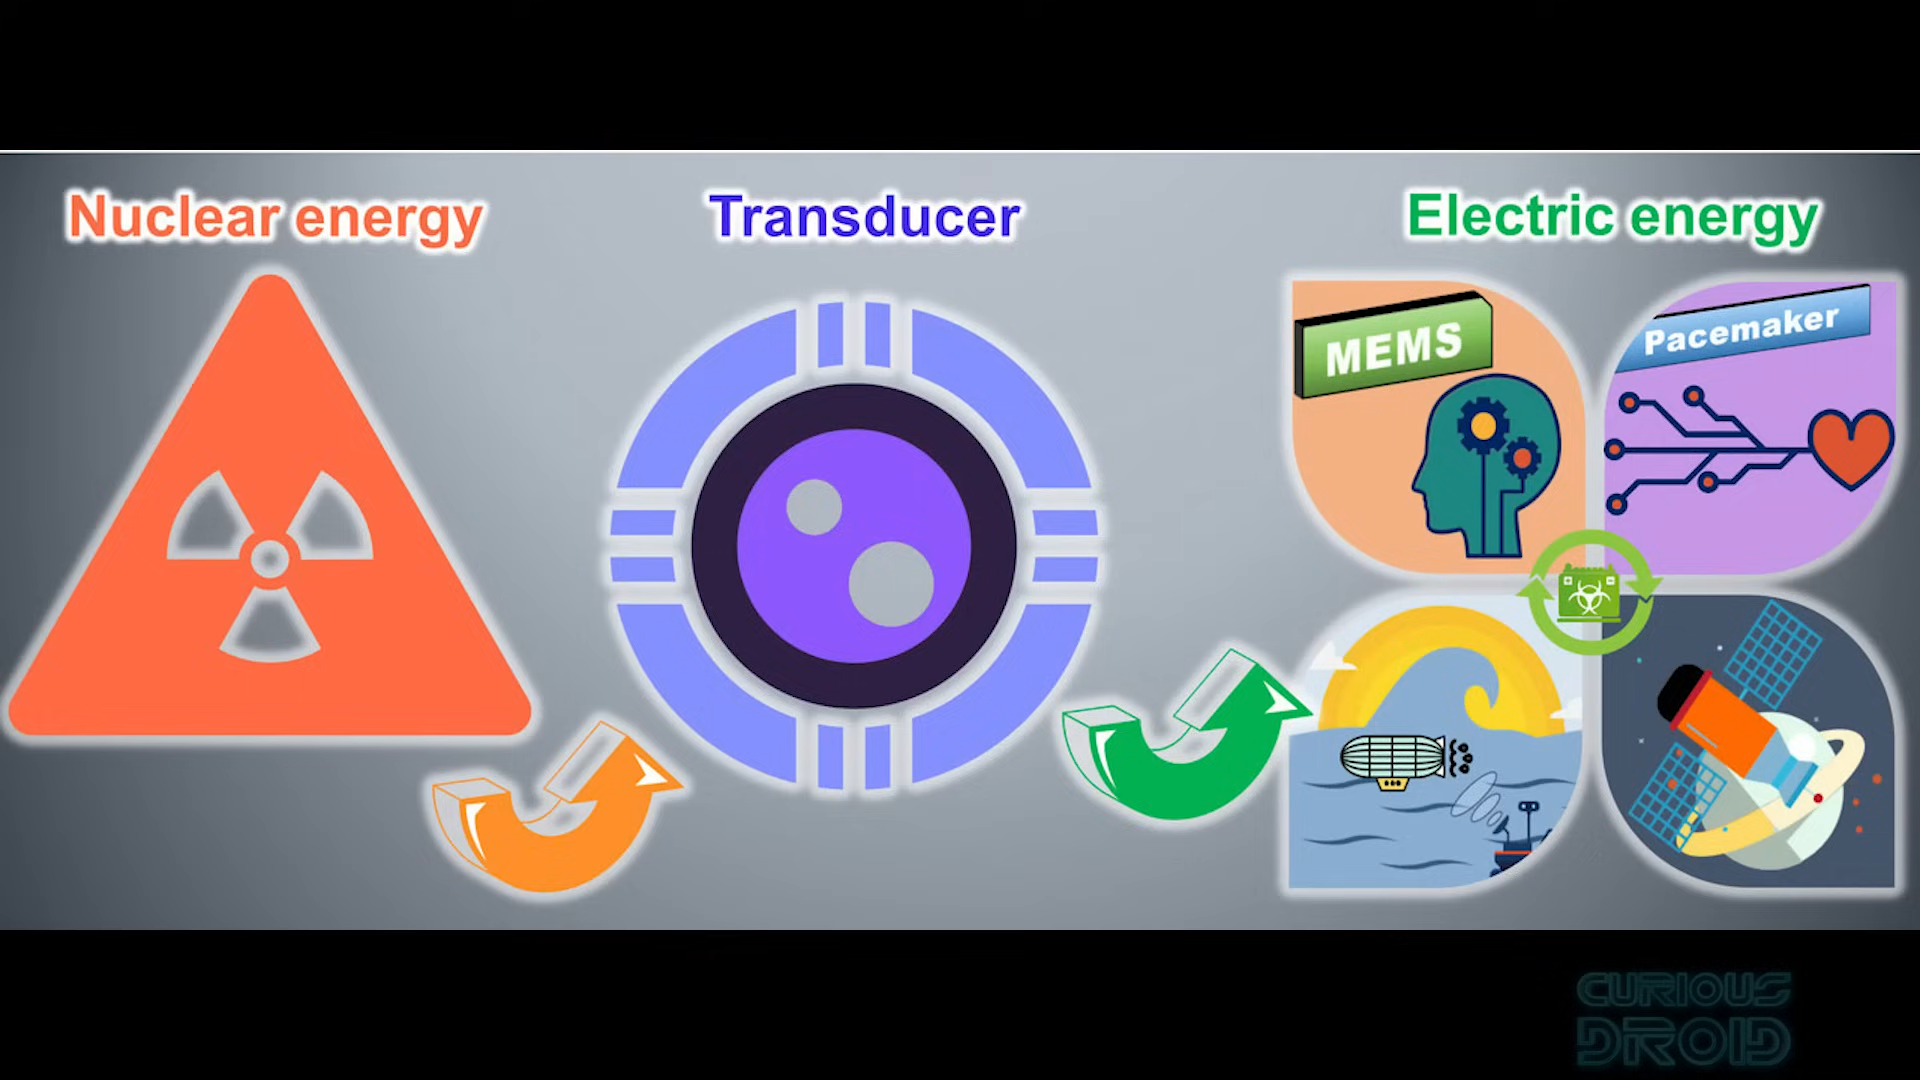 Nuclear energy
Transducer
Electric energy
MEMS
Pacemaker
CURIOUS
DROID